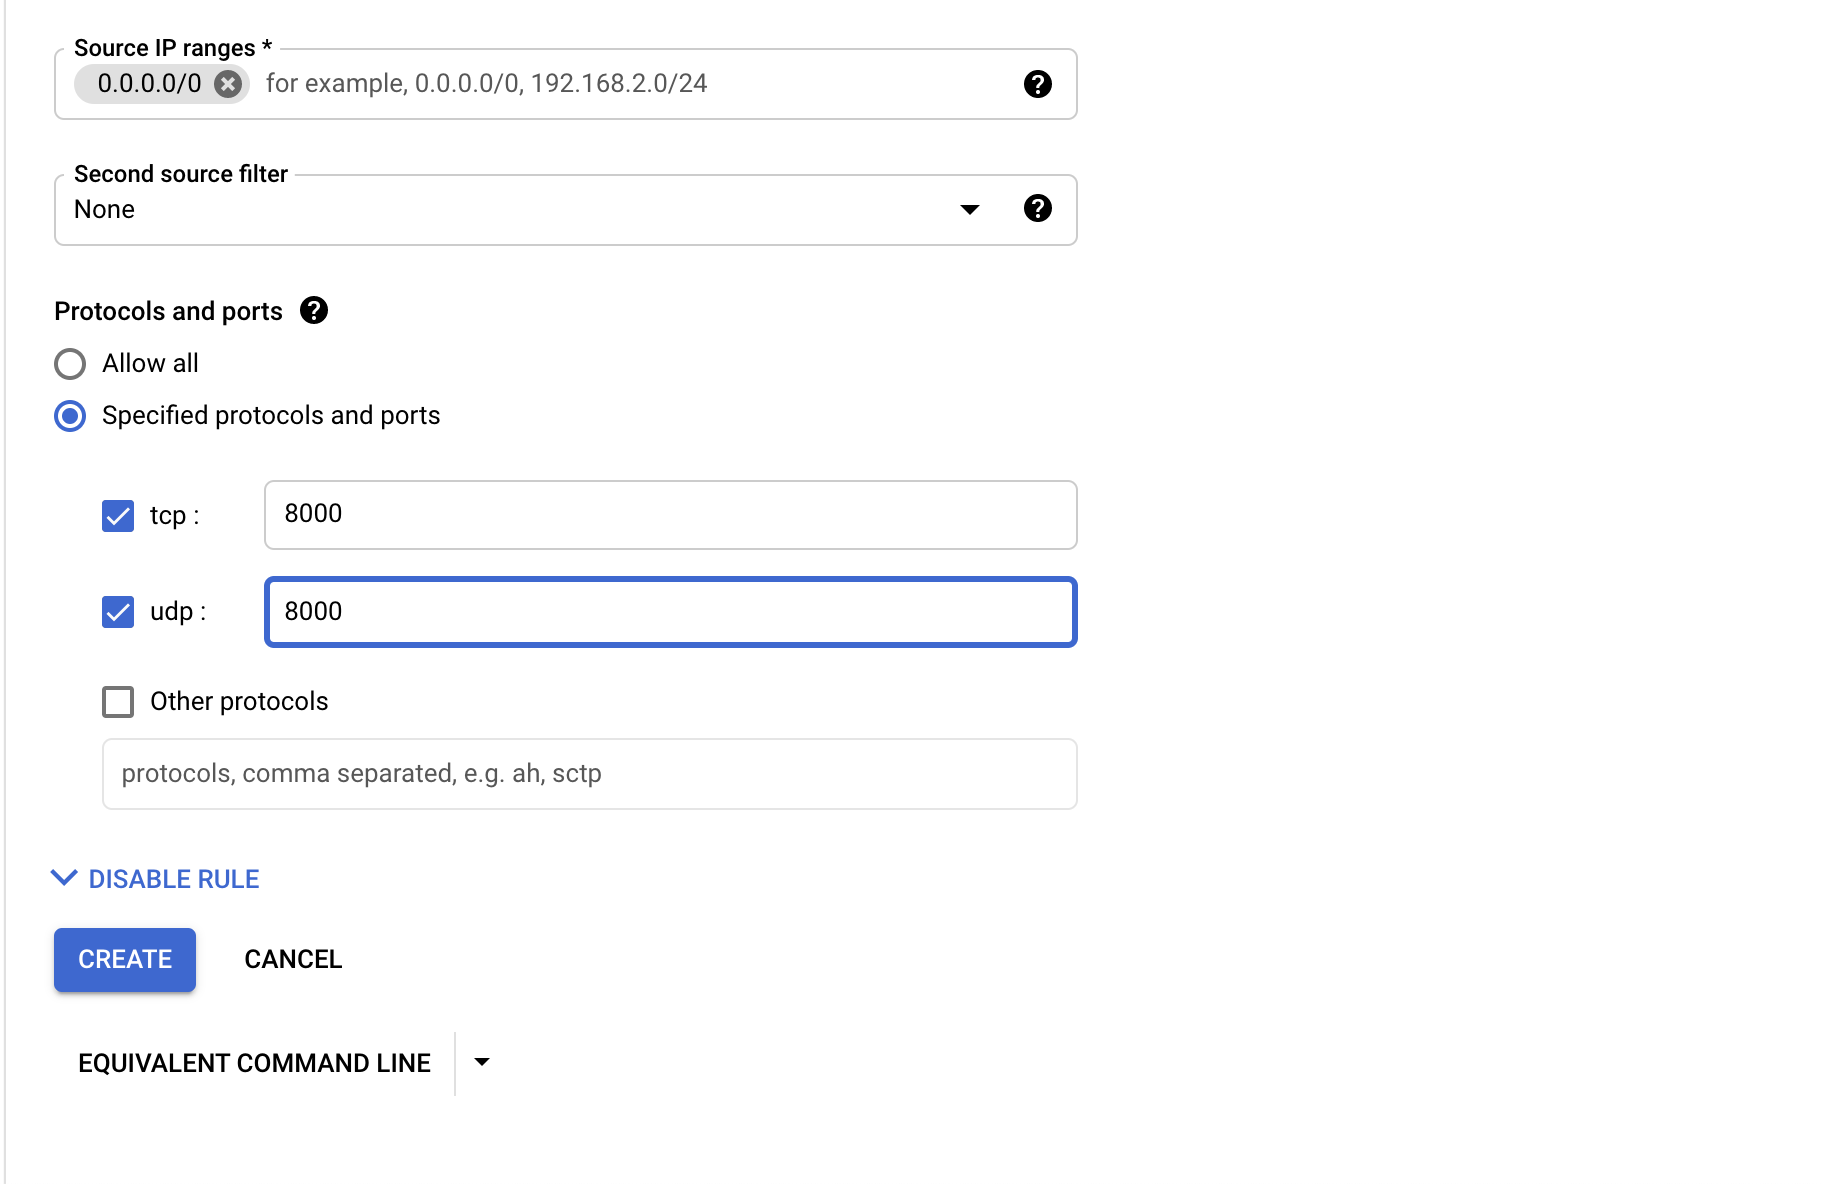 Source IP ranges *
0.0.0.0/0 for example, 0.0.0.0/0, 192.168.2.0/24
Second source filter
None
Protocols and ports
Allow all
Specified protocols and ports
tcp : 8000
udp : 8000
Other protocols
protocols, comma separated, e.g. ah, sctp
DISABLE RULE
CREATE CANCEL
EQUIVALENT COMMAND LINE